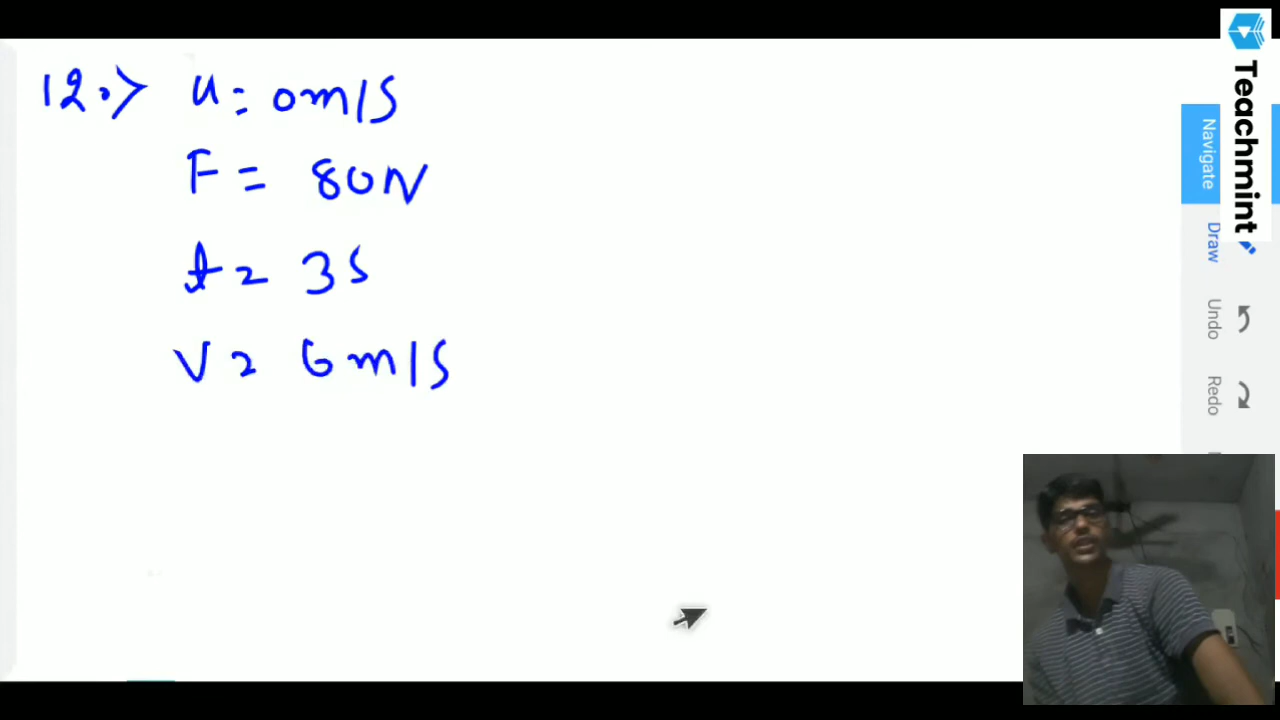 12.> u = 0m/s
F = 80N
t = 3s
V = 6m/s
Teachmint
Navigate
Draw
Undo
Redo